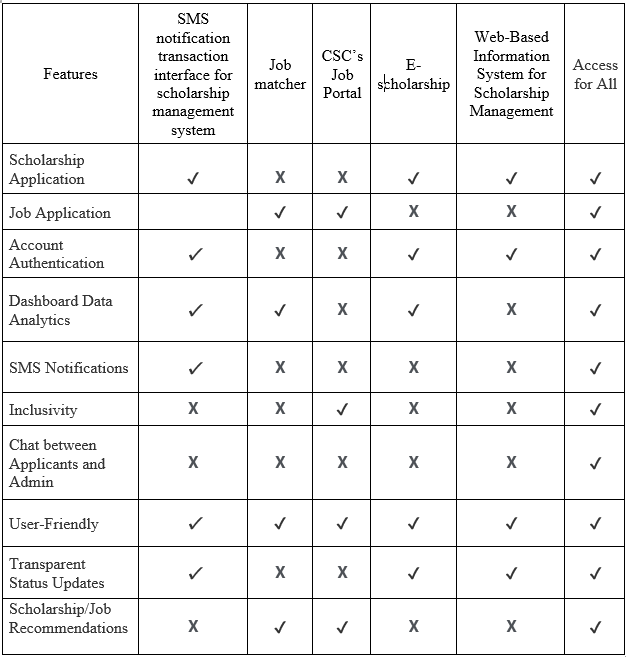 Features
SMS
notification
transaction
interface for
scholarship
management
system
Job
matcher
CSC’s
Job
Portal
E-
scholarship
Web-Based
Information
System for
Scholarship
Management
Access
for All
Scholarship
Application
✓ X X ✓ ✓ ✓
Job Application
✓ ✓ X X ✓
Account
Authentication
✓ X X ✓ ✓ ✓
Dashboard Data
Analytics
✓ ✓ X ✓ X ✓
SMS Notifications
✓ X X X X ✓
Inclusivity
X X ✓ X X ✓
Chat between
Applicants and
Admin
X X X X X ✓
User-Friendly
✓ ✓ ✓ ✓ ✓ ✓
Transparent
Status Updates
✓ X X ✓ ✓ ✓
Scholarship/Job
Recommendations
X ✓ ✓ X X ✓